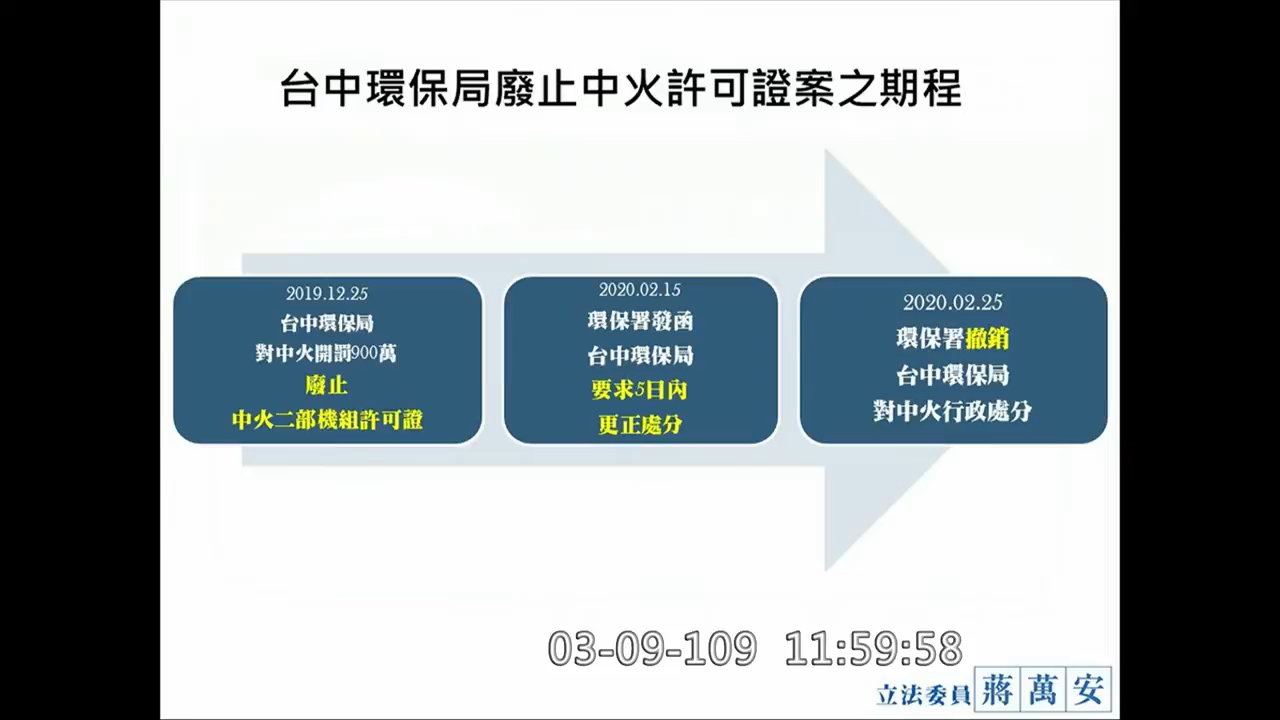 台中環保局廢止中火許可證案之期程
2019.12.25
台中環保局
對中火開罰900萬
廢止
中火二部機組許可證
2020.02.15
環保署發函
台中環保局
要求5日內
更正處分
2020.02.25
環保署撤銷
台中環保局
對中火行政處分
03-09-109 11:59:58
立法委員 蔣萬安